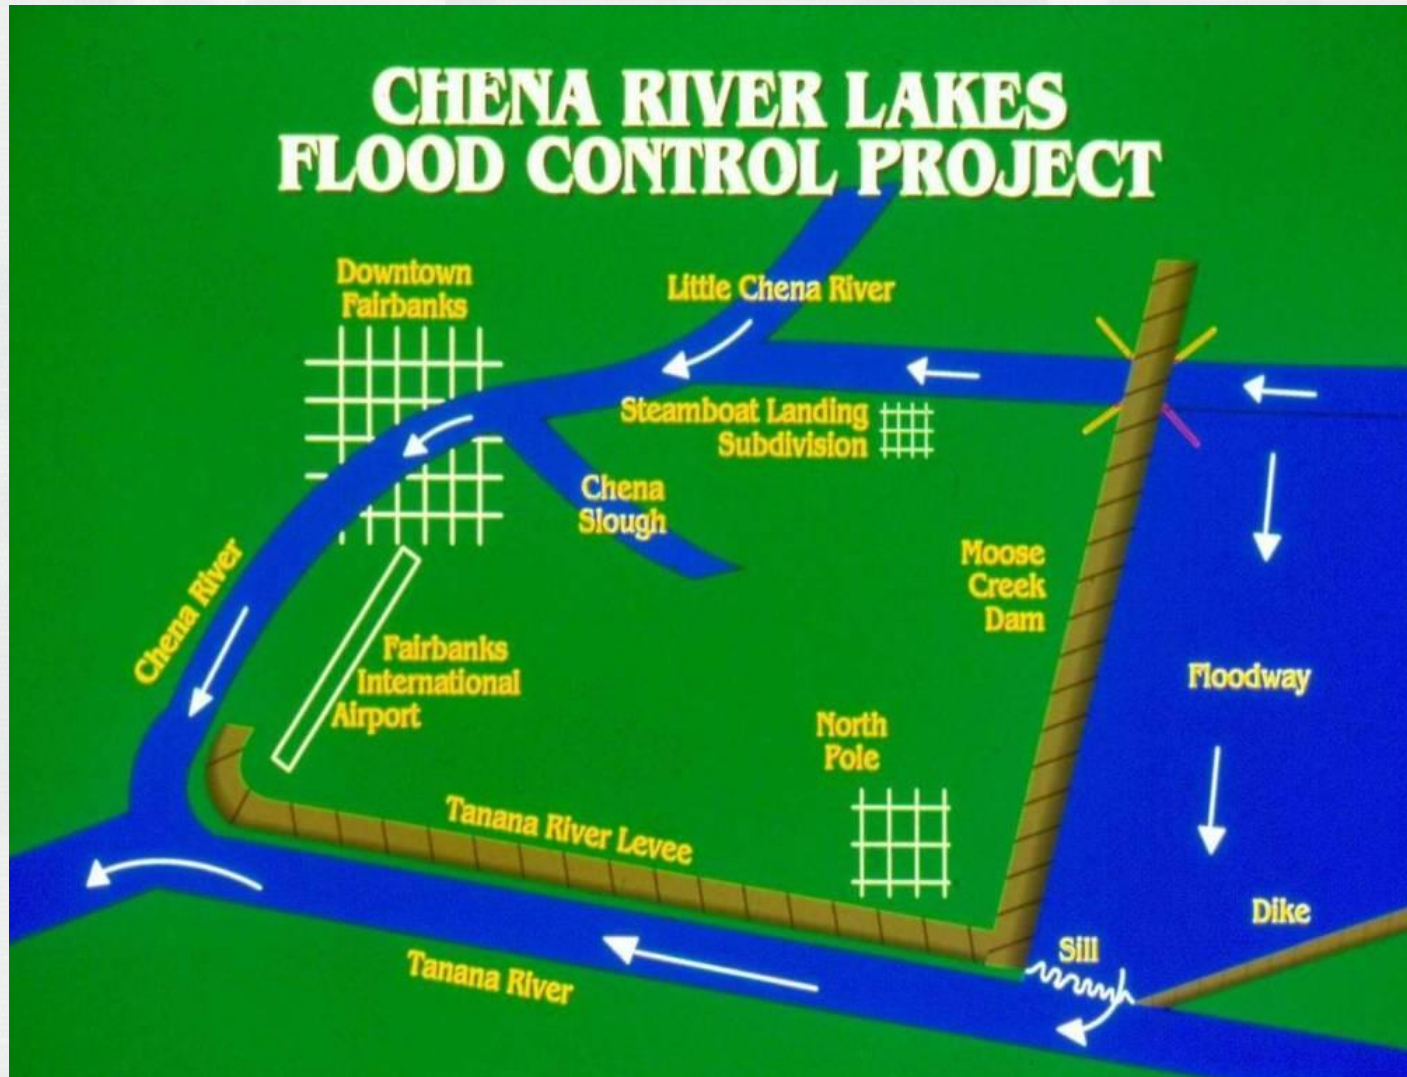 CHENA RIVER LAKES
FLOOD CONTROL PROJECT
Downtown
Fairbanks
Little Chena River
Steamboat Landing
Subdivision
Chena
Slough
Moose
Creek
Dam
Chena River
Fairbanks
International
Airport
Floodway
North
Pole
Tanana River Levee
Dike
Sill
Tanana River